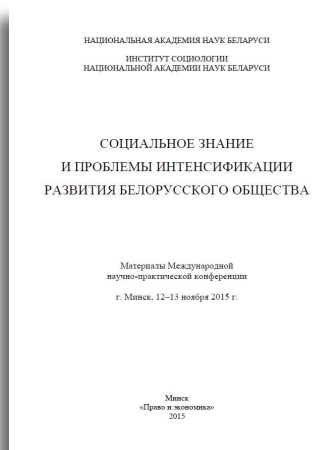 НАЦИОНАЛЬНАЯ АКАДЕМИЯ НАУК БЕЛАРУСИ
ИНСТИТУТ СОЦИОЛОГИИ
НАЦИОНАЛЬНОЙ АКАДЕМИИ НАУК БЕЛАРУСИ
СОЦИАЛЬНОЕ ЗНАНИЕ
И ПРОБЛЕМЫ ИНТЕНСИФИКАЦИИ
РАЗВИТИЯ БЕЛОРУССКОГО ОБЩЕСТВА
Материалы Международной
научно-практической конференции
г. Минск, 12–13 ноября 2015 г.
Минск
«Право и экономика»
2015